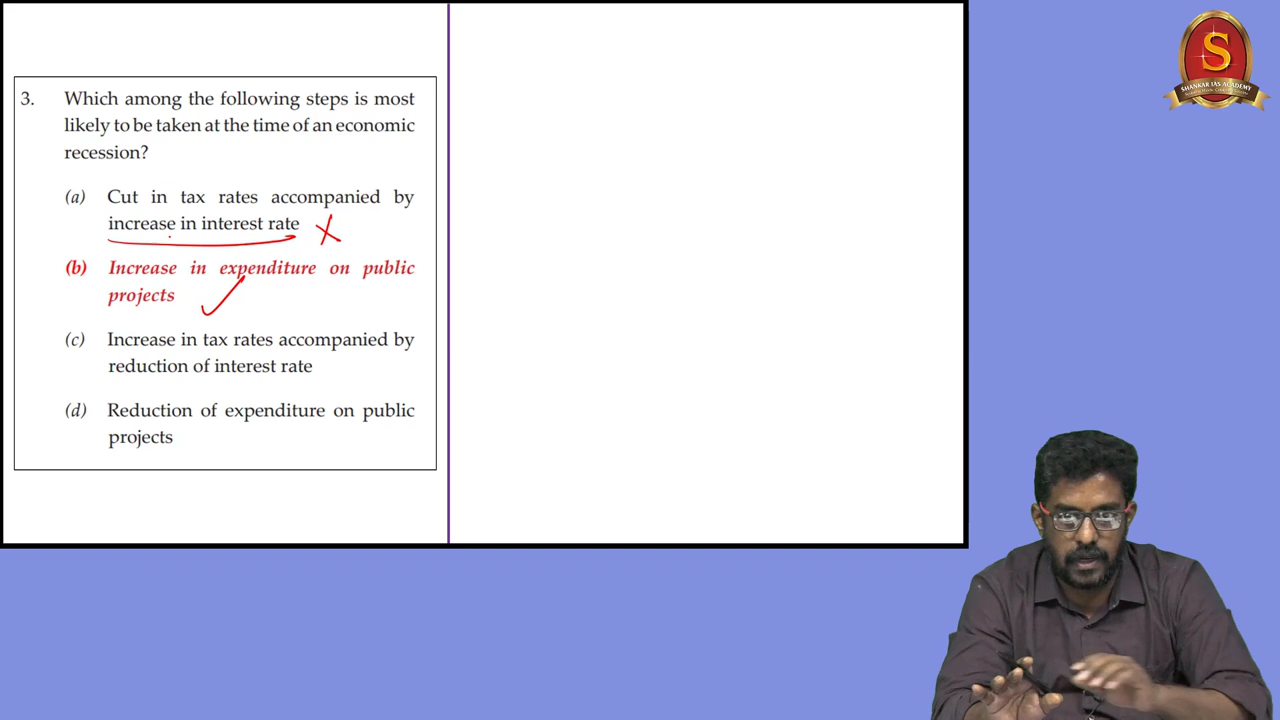 3. Which among the following steps is most
likely to be taken at the time of an economic
recession?
(a) Cut in tax rates accompanied by
increase in interest rate
(b) Increase in expenditure on public
projects
(c) Increase in tax rates accompanied by
reduction of interest rate
(d) Reduction of expenditure on public
projects
S
SHANKAR IAS ACADEMY